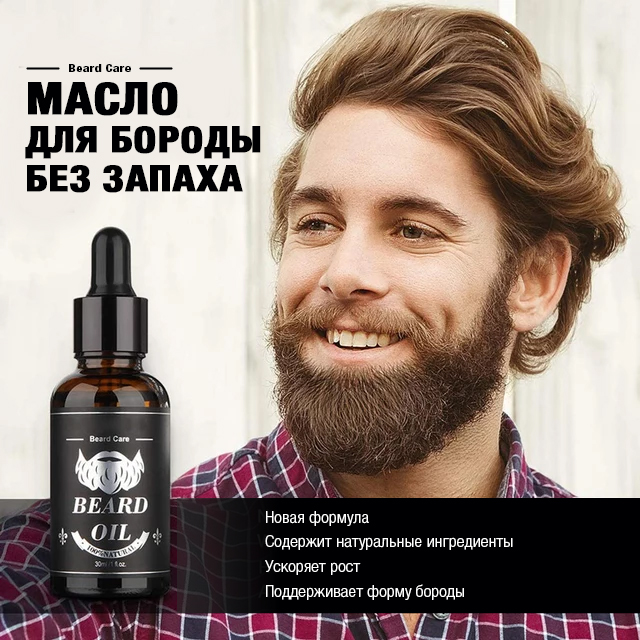 Beard Care
МАСЛО
ДЛЯ БОРОДЫ
БЕЗ ЗАПАХА
Beard Care
BEARD
OIL
100%NATURAL
30ml/1 fl.oz.
Новая формула
Содержит натуральные ингредиенты
Ускоряет рост
Поддерживает форму бороды